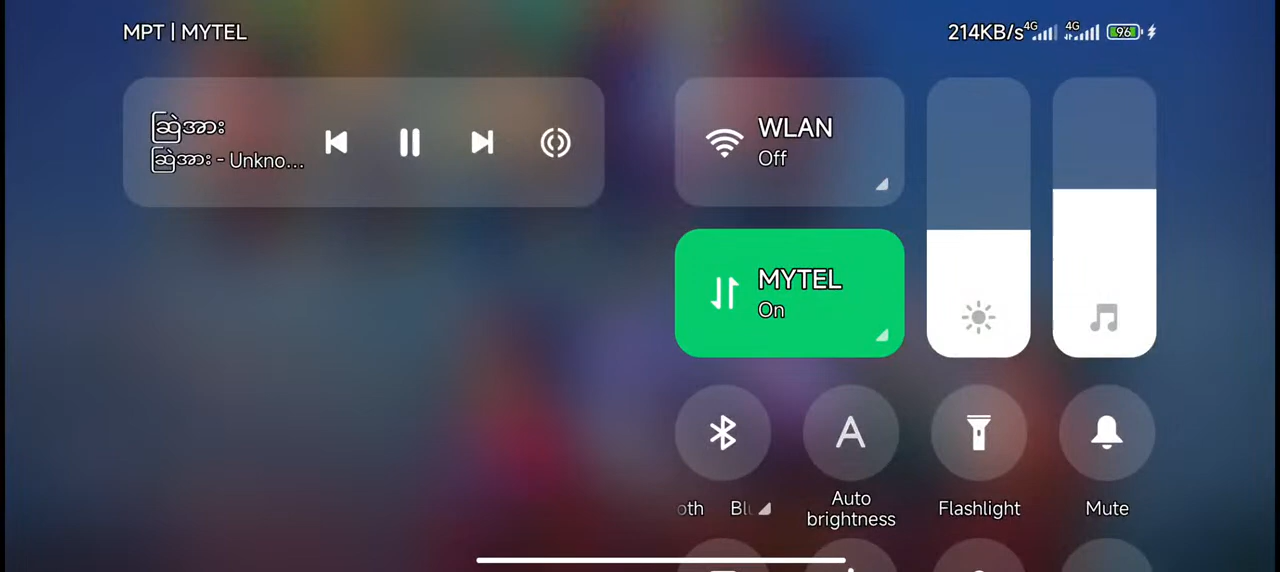 MPT | MYTEL
214KB/s 4G 4G 96
ဆြဲအား
ဆြဲအား - Unkno...
WLAN
Off
MYTEL
On
oth Blu
Auto
brightness
Flashlight
Mute